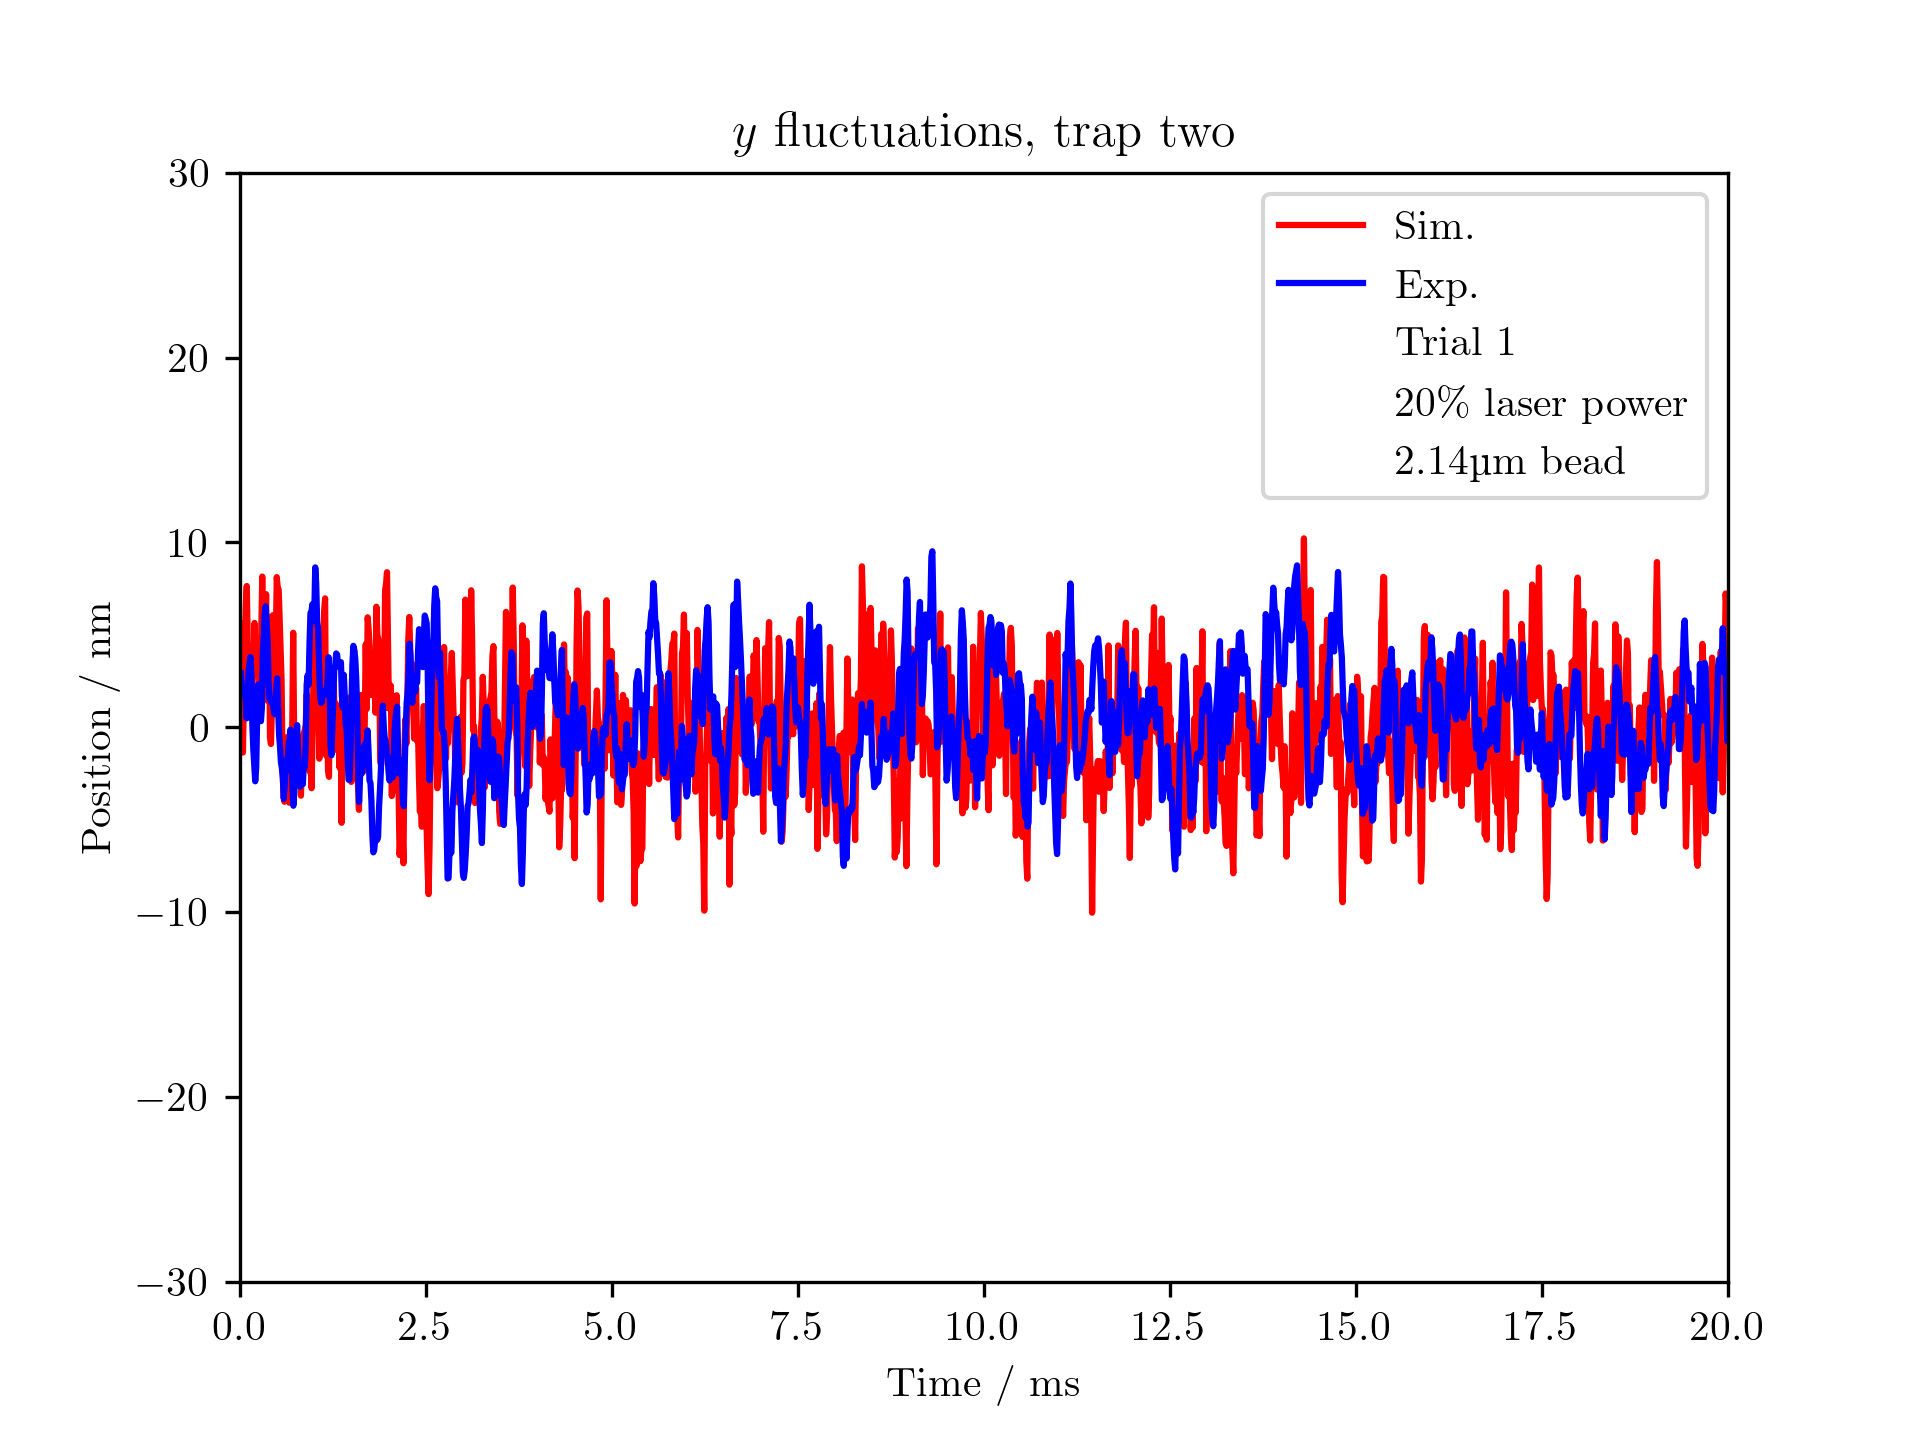 y fluctuations, trap two
Position / nm
30
20
10
0
−10
−20
−30
Sim.
Exp.
Trial 1
20% laser power
2.14µm bead
0.0 2.5 5.0 7.5 10.0 12.5 15.0 17.5 20.0
Time / ms